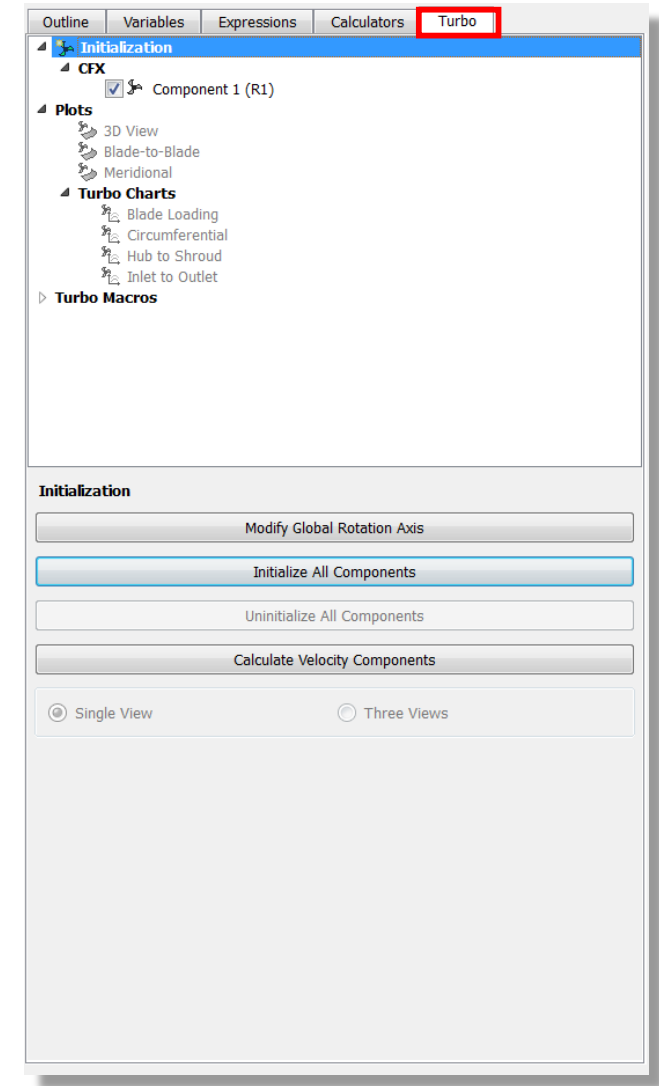 Outline Variables Expressions Calculators Turbo
Initialization
CFX
Component 1 (R1)
Plots
3D View
Blade-to-Blade
Meridional
Turbo Charts
Blade Loading
Circumferential
Hub to Shroud
Inlet to Outlet
Turbo Macros
Initialization
Modify Global Rotation Axis
Initialize All Components
Uninitialize All Components
Calculate Velocity Components
Single View Three Views